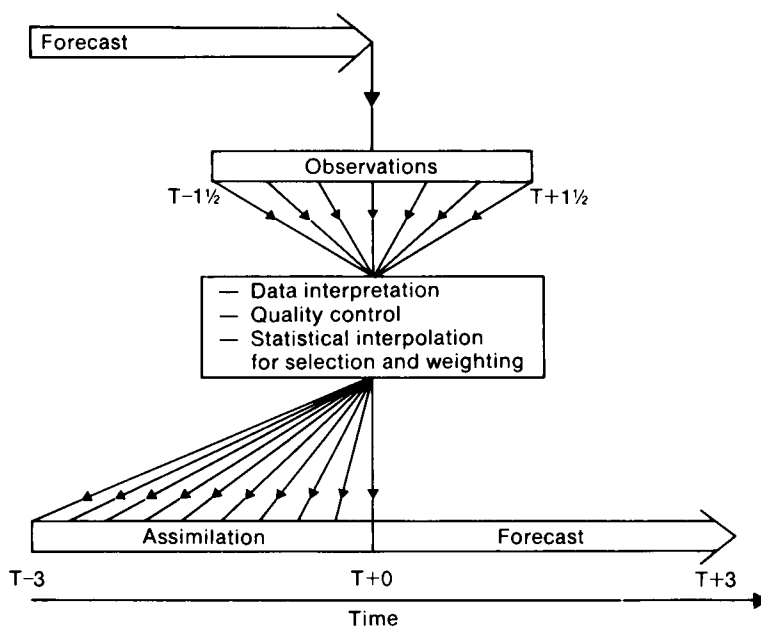 Forecast
Observations
T−1½
T+1½
— Data interpretation
— Quality control
— Statistical interpolation
for selection and weighting
Assimilation
Forecast
T−3
T+0
T+3
Time